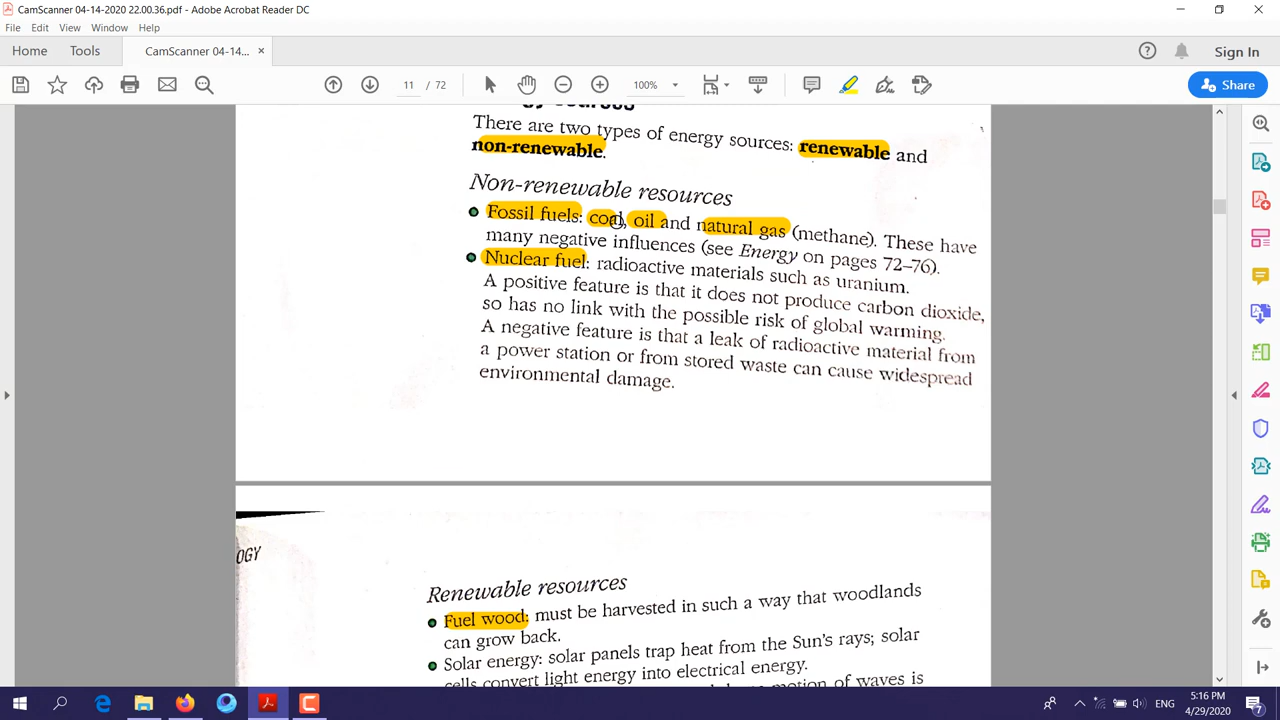 CamScanner 04-14-2020 22.00.36.pdf - Adobe Acrobat Reader DC
File Edit View Window Help
Home Tools CamScanner 04-14... ×
Sign In
11 / 72
100%
Share
There are two types of energy sources: renewable and
non-renewable.
Non-renewable resources
Fossil fuels: coal, oil and natural gas (methane). These have
many negative influences (see Energy on pages 72–76).
Nuclear fuel: radioactive materials such as uranium.
A positive feature is that it does not produce carbon dioxide,
so has no link with the possible risk of global warming.
A negative feature is that a leak of radioactive material from
a power station or from stored waste can cause widespread
environmental damage.
OGY
Renewable resources
Fuel wood: must be harvested in such a way that woodlands
can grow back.
Solar energy: solar panels trap heat from the Sun's rays; solar
cells convert light energy into electrical energy.
motion of waves is
ENG
5:16 PM
4/29/2020
7